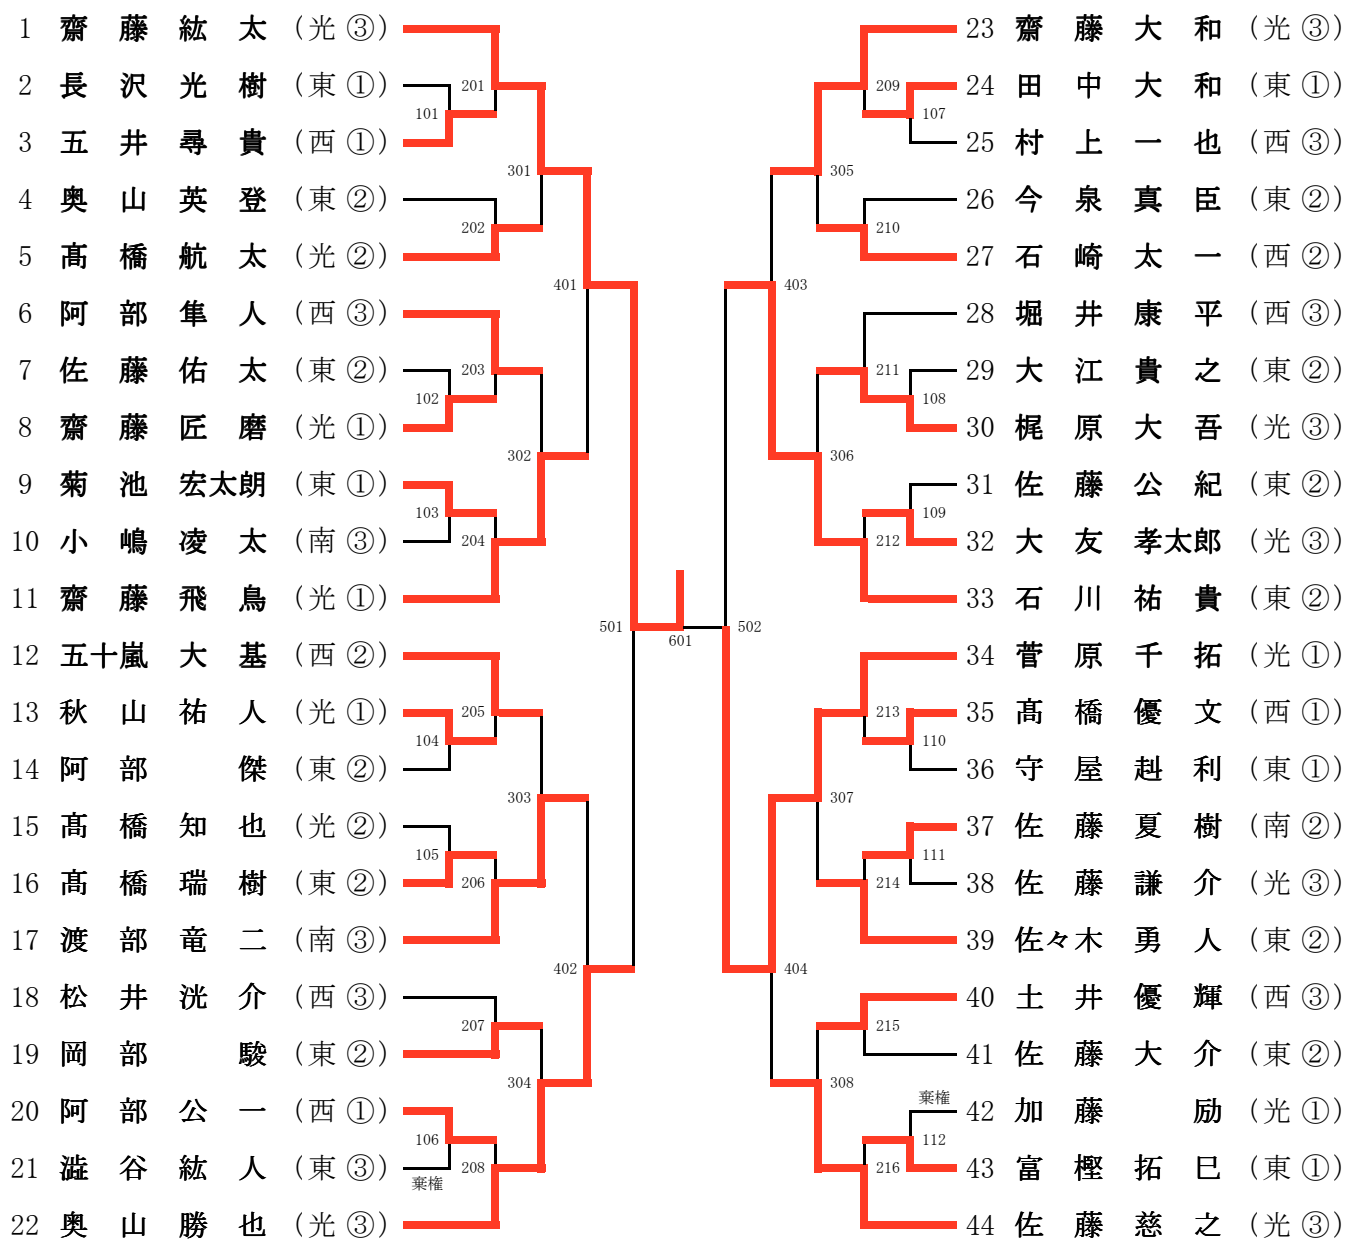 1 齋藤紘太（光③）
2 長沢光樹（東①）
3 五井尋貴（西①）
4 奥山英登（東②）
5 髙橋航太（光②）
6 阿部隼人（西③）
7 佐藤佑太（東②）
8 齋藤匠磨（光①）
9 菊池宏太朗（東①）
10 小嶋凌太（南③）
11 齋藤飛鳥（光①）
12 五十嵐大基（西②）
13 秋山祐人（光①）
14 阿部傑（東②）
15 髙橋知也（光②）
16 髙橋瑞樹（東②）
17 渡部竜二（南③）
18 松井洸介（西③）
19 岡部駿（東②）
20 阿部公一（西①）
21 澁谷紘人（東③）
22 奥山勝也（光③）
101
102
103
104
105
106
棄権
201
202
203
204
205
206
207
208
301
302
303
304
401
402
501
601
502
403
404
305
306
307
308
209
210
211
212
213
214
215
216
107
108
109
110
111
棄権
112
23 齋藤大和（光③）
24 田中大和（東①）
25 村上一也（西③）
26 今泉真臣（東②）
27 石崎太一（西②）
28 堀井康平（西③）
29 大江貴之（東②）
30 梶原大吾（光③）
31 佐藤公紀（東②）
32 大友孝太郎（光③）
33 石川祐貴（東②）
34 菅原千拓（光①）
35 髙橋優文（西①）
36 守屋赳利（東①）
37 佐藤夏樹（南②）
38 佐藤謙介（光③）
39 佐々木勇人（東②）
40 土井優輝（西③）
41 佐藤大介（東②）
42 加藤励（光①）
43 富樫拓巳（東①）
44 佐藤慈之（光③）